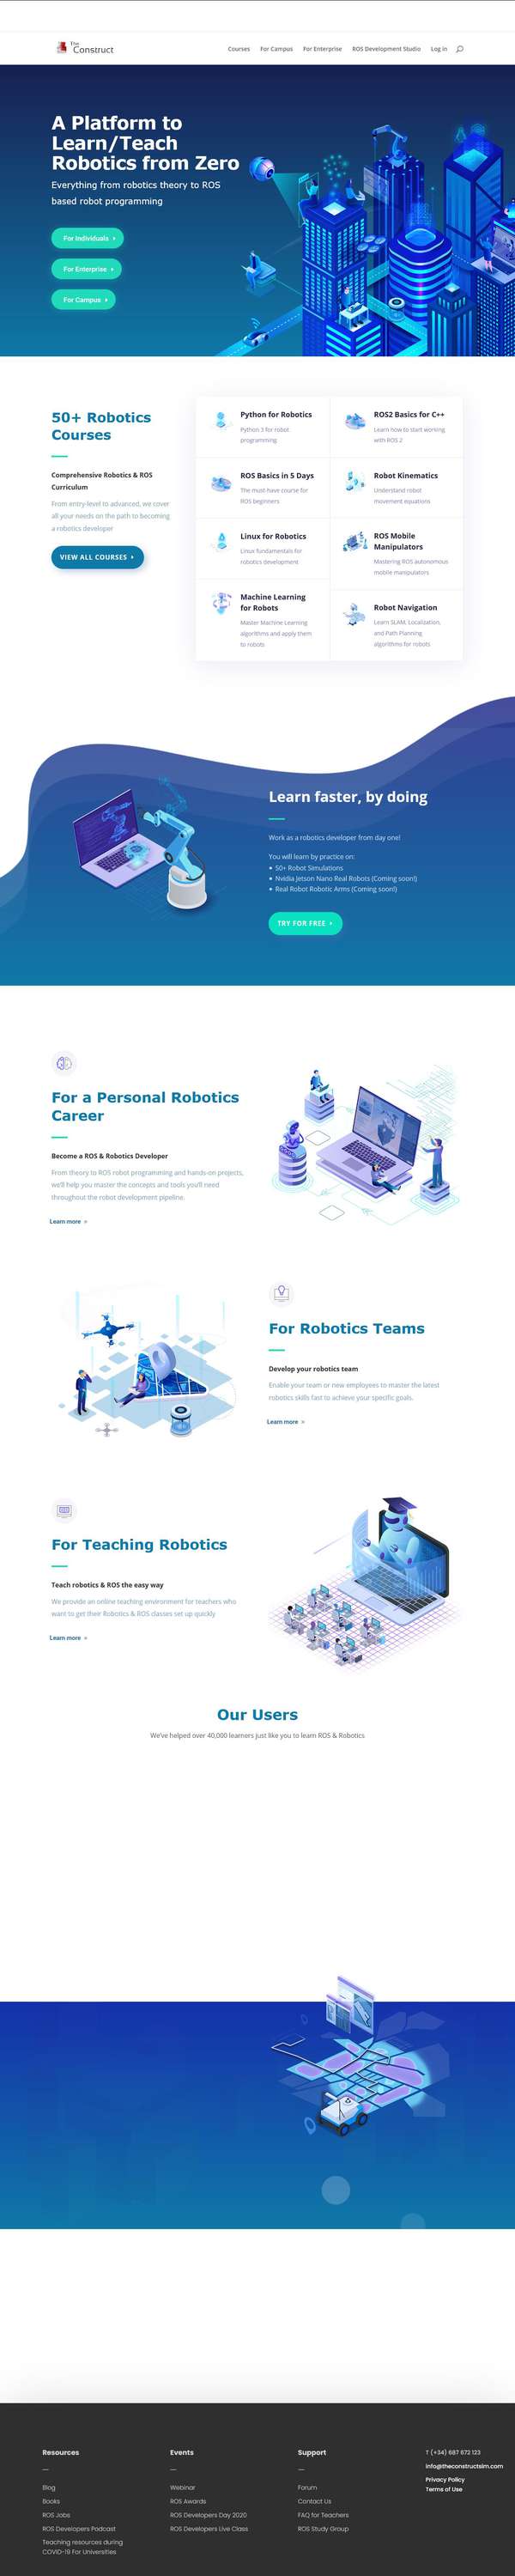 The
Construct
Courses
For Campus
For Enterprise
ROS Development Studio
Log in
A Platform to
Learn/Teach
Robotics from Zero
Everything from robotics theory to ROS
based robot programming
For Individuals
For Enterprise
For Campus
50+ Robotics
Courses
Comprehensive Robotics & ROS
Curriculum
From entry-level to advanced, we cover
all your needs on the path to becoming
a robotics developer
VIEW ALL COURSES
Python for Robotics
Python 3 for robot
programming
ROS2 Basics for C++
Learn how to start working
with ROS 2
ROS Basics in 5 Days
The must-have course for
ROS beginners
Robot Kinematics
Understand robot
movement equations
Linux for Robotics
Linux fundamentals for
robotics development
ROS Mobile
Manipulators
Mastering ROS autonomous
mobile manipulators
Machine Learning
for Robots
Master Machine Learning
algorithms and apply them
to robots
Robot Navigation
Learn SLAM, Localization,
and Path Planning
algorithms for robots
Learn faster, by doing
Work as a robotics developer from day one!
You will learn by practice on:
• 50+ Robot Simulations
• Nvidia Jetson Nano Real Robots (Coming soon!)
• Real Robot Robotic Arms (Coming soon!)
TRY FOR FREE
For a Personal Robotics
Career
Become a ROS & Robotics Developer
From theory to ROS robot programming and hands-on projects,
we'll help you master the concepts and tools you'll need
throughout the robot development pipeline.
Learn more »
For Robotics Teams
Develop your robotics team
Enable your team or new employees to master the latest
robotics skills fast to achieve your specific goals.
Learn more »
For Teaching Robotics
Teach robotics & ROS the easy way
We provide an online teaching environment for teachers who
want to get their Robotics & ROS classes set up quickly
Learn more »
Our Users
We've helped over 40,000 learners just like you to learn ROS & Robotics
Resources
Blog
Books
ROS Jobs
ROS Developers Podcast
Teaching resources during
COVID-19 For Universities
Events
Webinar
ROS Awards
ROS Developers Day 2020
ROS Developers Live Class
Support
Forum
Contact Us
FAQ for Teachers
ROS Study Group
T (+34) 687 672 123
info@theconstructsim.com
Privacy Policy
Terms of Use